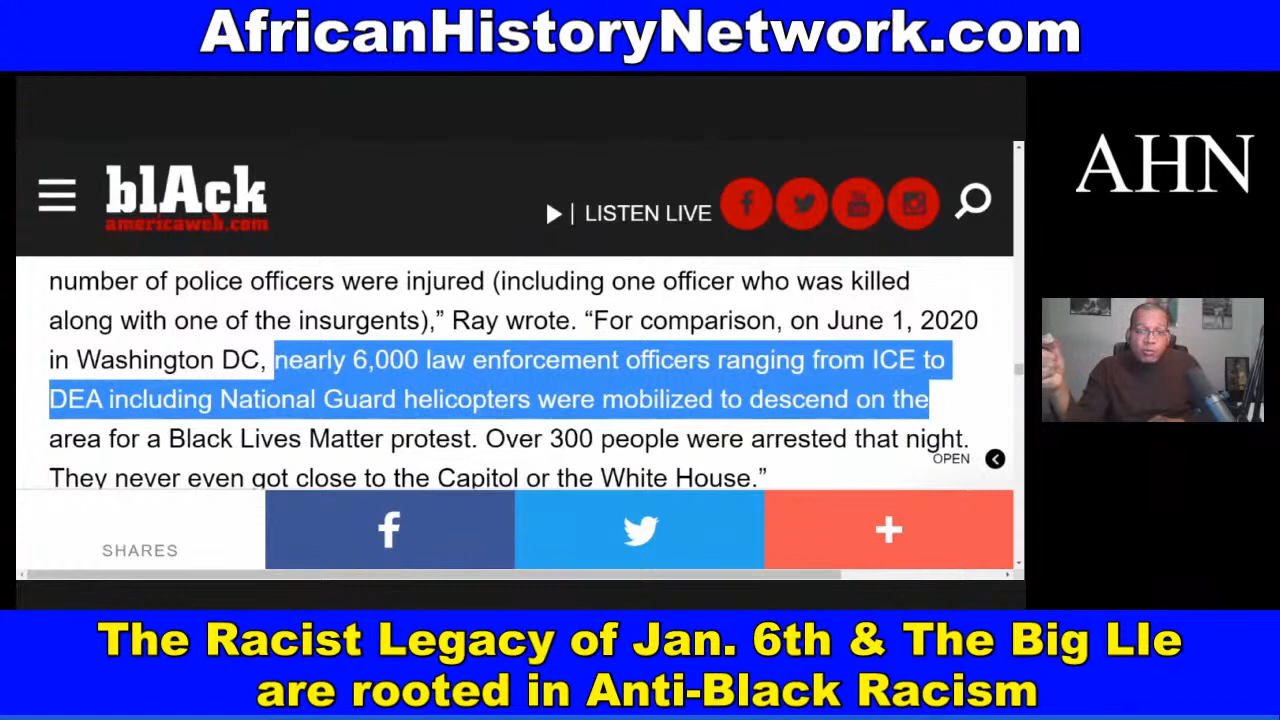 AfricanHistoryNetwork.com
AHN
blAck
americaweb.com
LISTEN LIVE
number of police officers were injured (including one officer who was killed
along with one of the insurgents),” Ray wrote. “For comparison, on June 1, 2020
in Washington DC, nearly 6,000 law enforcement officers ranging from ICE to
DEA including National Guard helicopters were mobilized to descend on the
area for a Black Lives Matter protest. Over 300 people were arrested that night.
OPEN
They never even got close to the Capitol or the White House.”
SHARES
The Racist Legacy of Jan. 6th & The Big LIe
are rooted in Anti-Black Racism